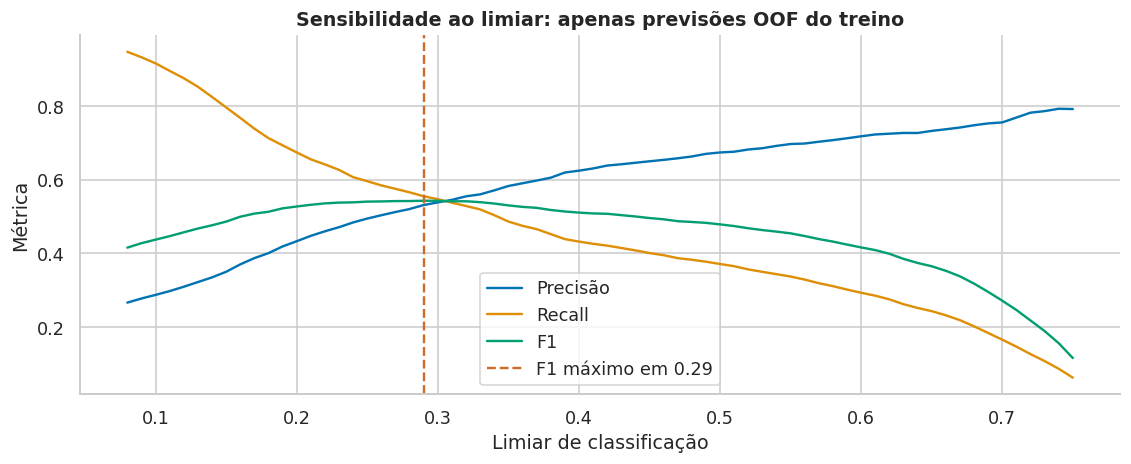 Sensibilidade ao limiar: apenas previsões OOF do treino
Métrica
0.8
0.6
0.4
0.2
Precisão
Recall
F1
F1 máximo em 0.29
0.1 0.2 0.3 0.4 0.5 0.6 0.7
Limiar de classificação